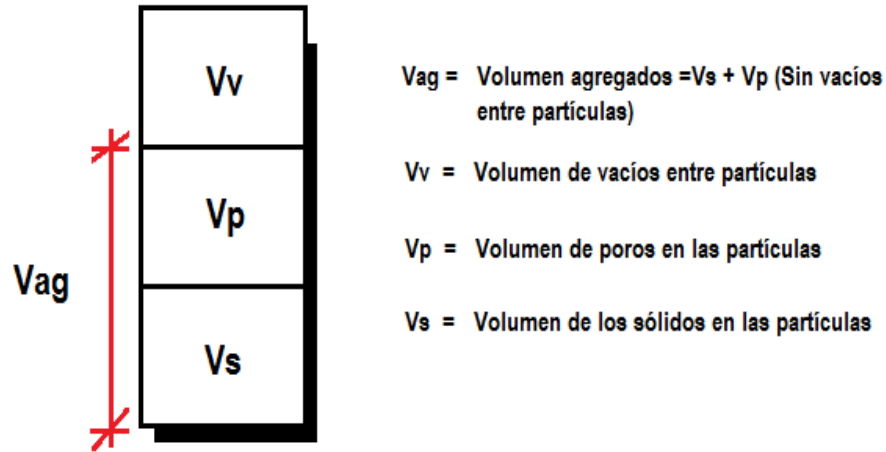 Vv
Vp
Vs
Vag
Vag = Volumen agregados =Vs + Vp (Sin vacíos
entre partículas)
Vv = Volumen de vacíos entre partículas
Vp = Volumen de poros en las partículas
Vs = Volumen de los sólidos en las partículas